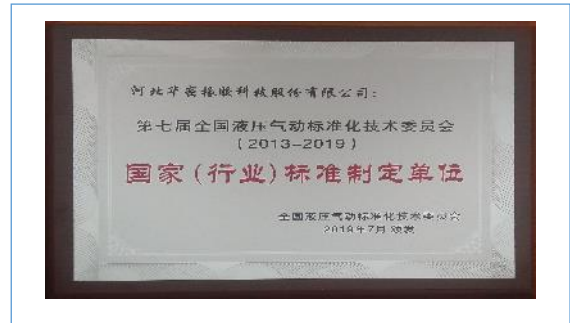 河北华密橡胶科技股份有限公司：
第七届全国液压气动标准化技术委员会
（2013-2019）
国家（行业）标准制定单位
全国液压气动标准化技术委员会
2019年7月 颁发